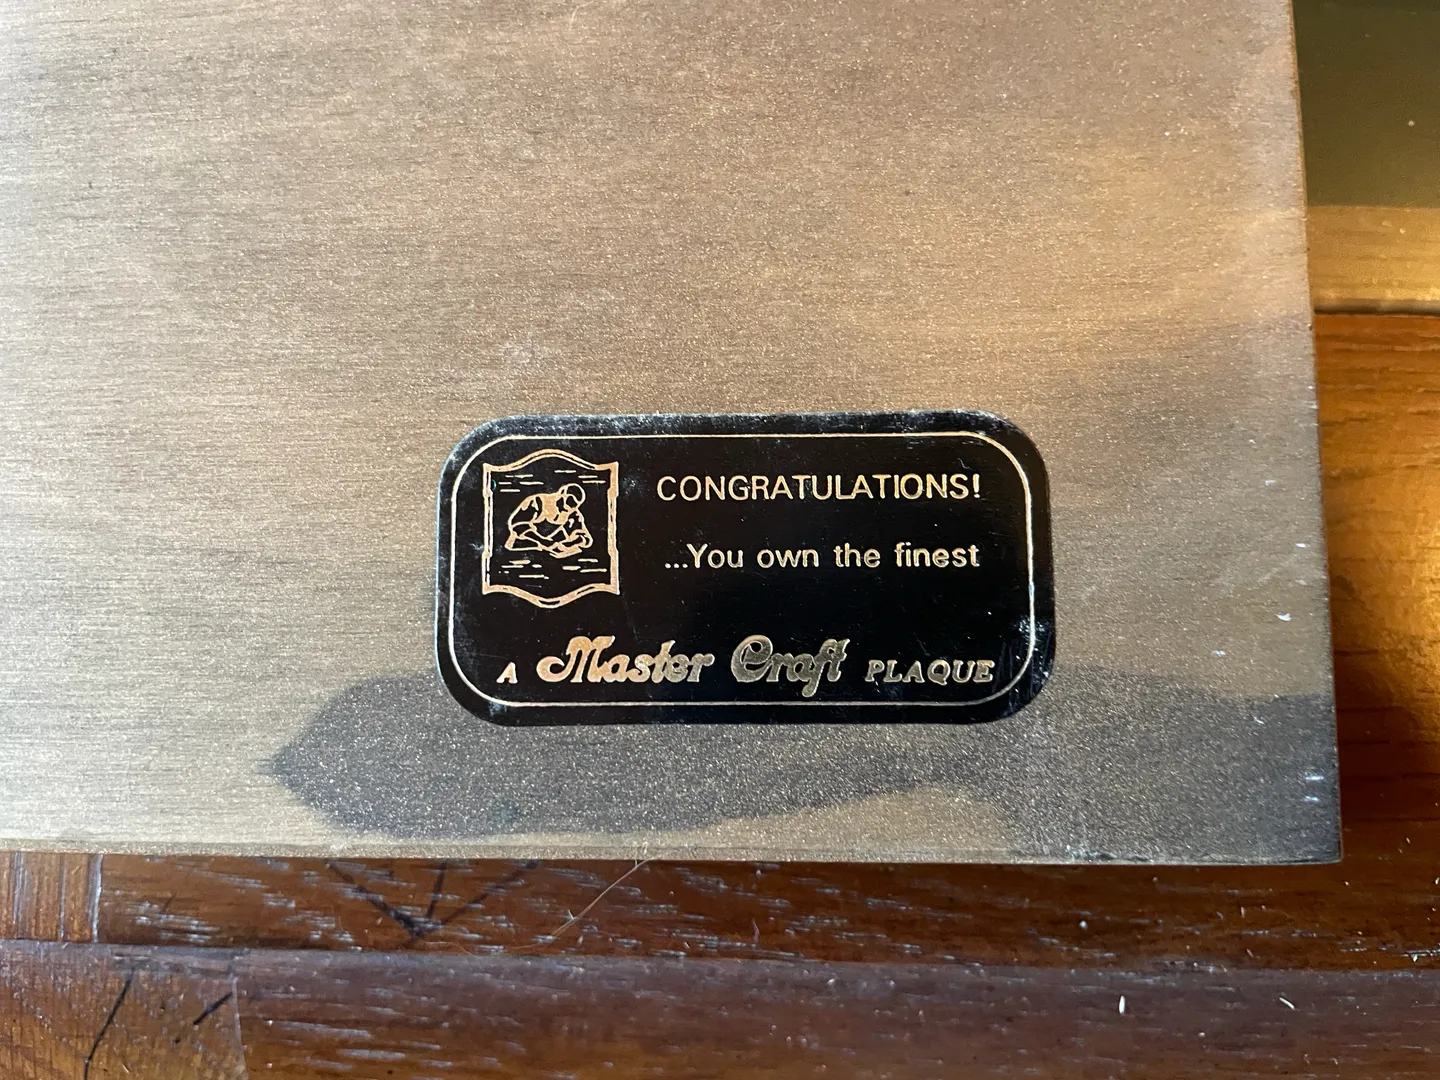 CONGRATULATIONS!
...You own the finest
A Master Craft PLAQUE